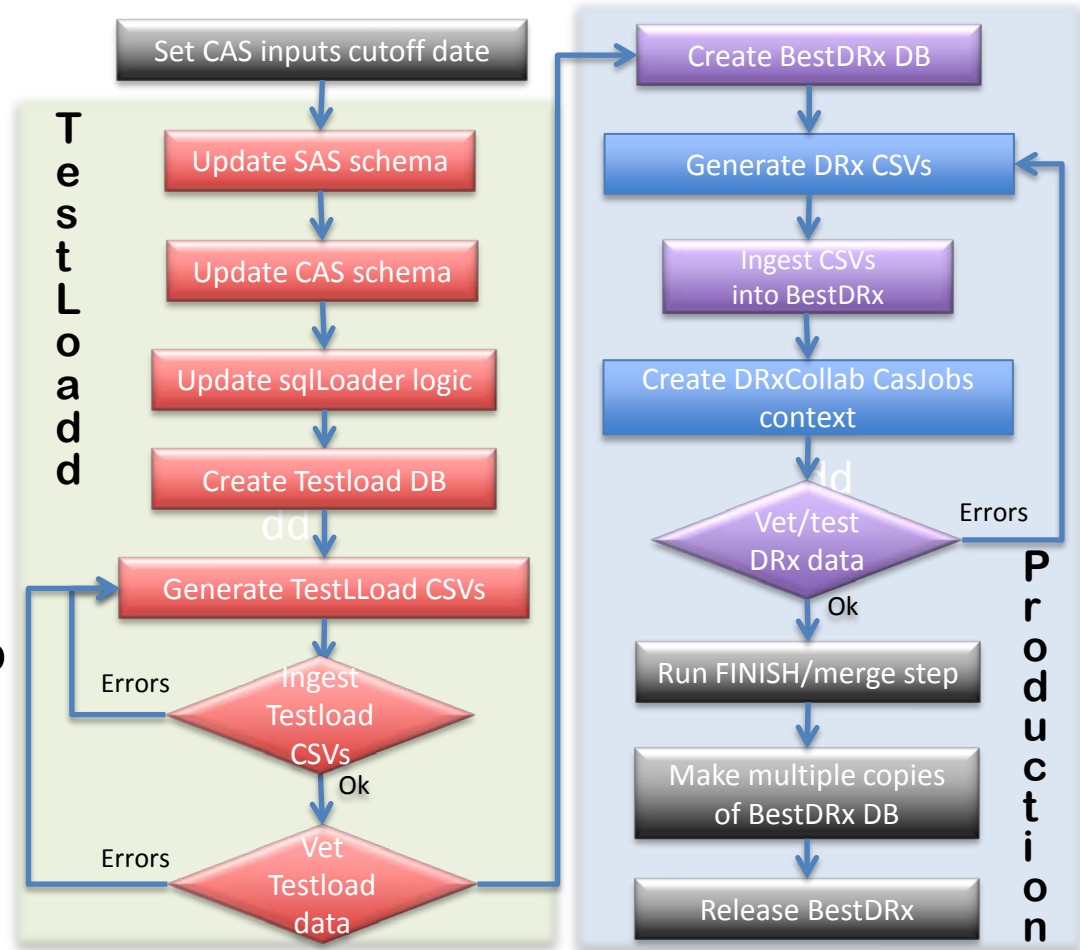 Set CAS inputs cutoff date
TestLoadd
Update SAS schema
Update CAS schema
Update sqlLoader logic
Create Testload DB
dd
Generate TestLLoad CSVs
Errors
Ingest
Testload
CSVs
Ok
Errors
Vet
Testload
data
Create BestDRx DB
Generate DRx CSVs
Ingest CSVs
into BestDRx
Create DRxCollab CasJobs
context
dd
Vet/test
DRx data
Errors
Ok
Production
Run FINISH/merge step
Make multiple copies
of BestDRx DB
Release BestDRx